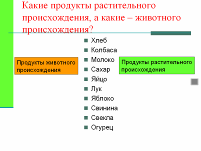 Какие продукты растительного
происхождения, а какие – животного
происхождения?
Хлеб
Колбаса
Молоко
Сахар
Яйцо
Лук
Яблоко
Свинина
Свекла
Огурец
Продукты животного
происхождения
Продукты растительного
происхождения